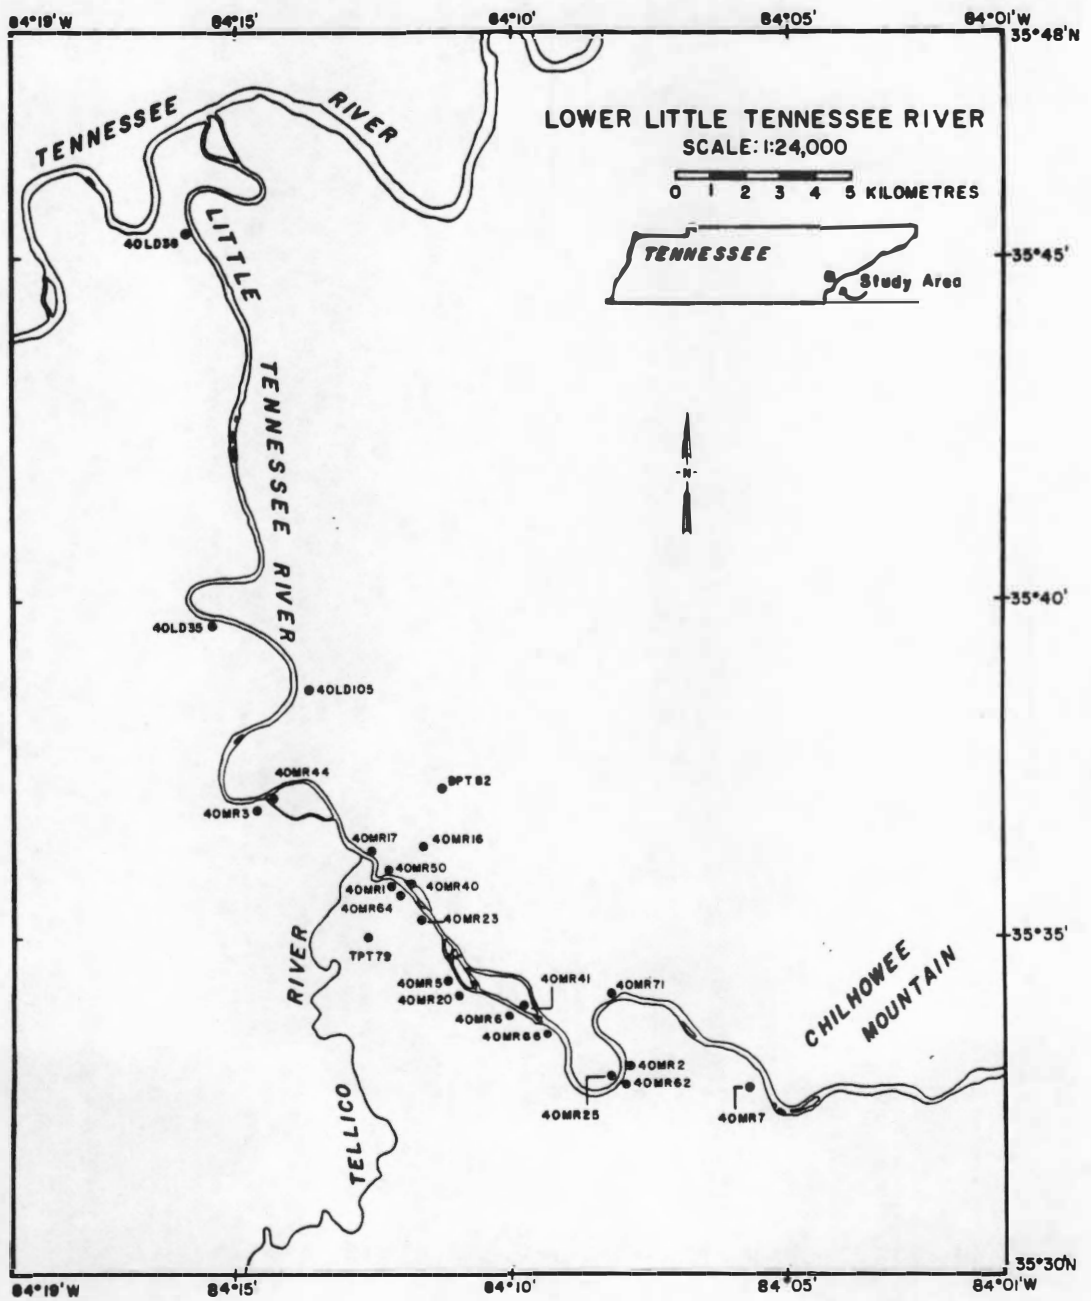 84°19'W 84°15' 84°10' 84°05' 84°01'W
35°48'N
TENNESSEE RIVER
LOWER LITTLE TENNESSEE RIVER
SCALE: 1:24,000
0 1 2 3 4 5 KILOMETRES
TENNESSEE
Study Area
35°45'
40LD38
LITTLE TENNESSEE RIVER
-N-
35°40'
40LD35
40LD105
BPT82
40MR44
40MR3
40MR17
40MR16
40MR50
40MR1
40MR40
40MR64
40MR23
35°35'
TPT79
40MR5
40MR41
40MR71
40MR20
40MR6
40MR66
CHILHOWEE
MOUNTAIN
40MR2
40MR62
40MR25
40MR7
TELLICO RIVER
35°30'N
84°19'W 84°15' 84°10' 84°05' 84°01'W